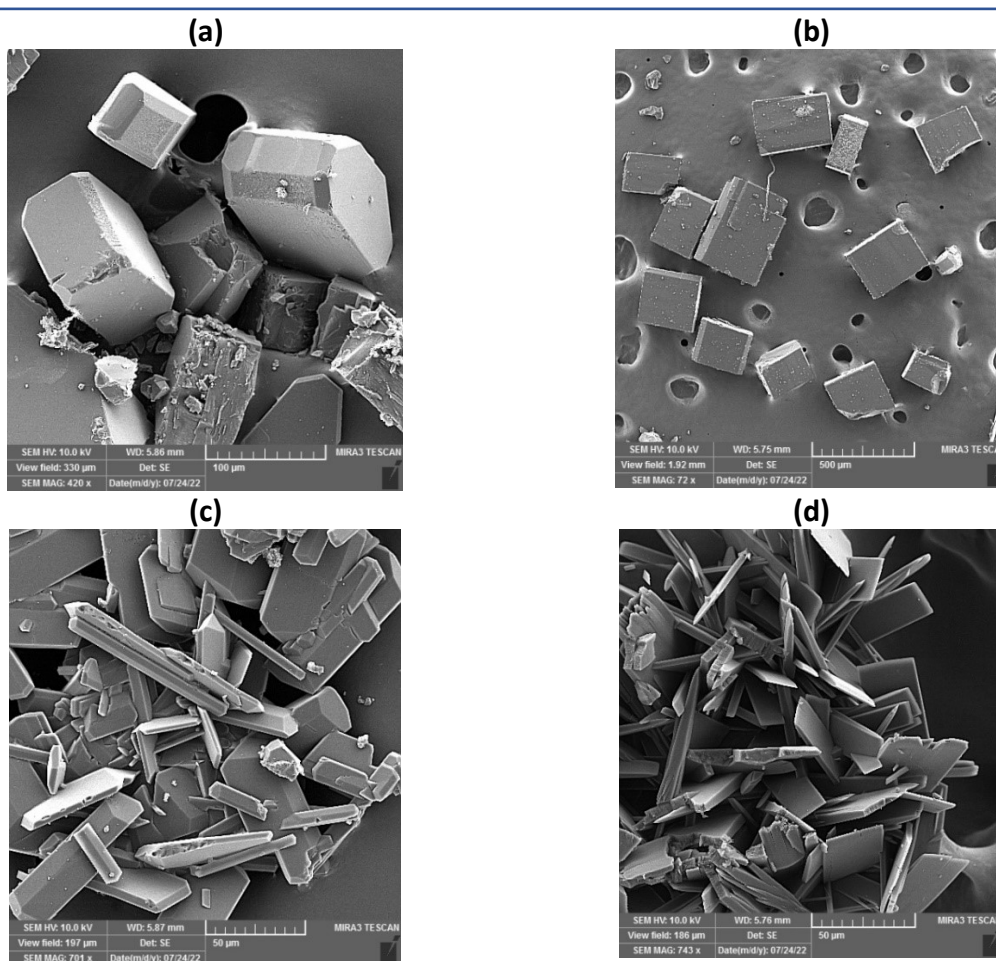 (a)
SEM HV: 10.0 kV WD: 5.86 mm
View field: 330 µm Det: SE 100 µm
SEM MAG: 420 x Date(m/d/y): 07/24/22
MIRA3 TESCAN
(b)
SEM HV: 10.0 kV WD: 5.75 mm
View field: 1.92 mm Det: SE 500 µm
SEM MAG: 72 x Date(m/d/y): 07/24/22
MIRA3 TESCAN
(c)
SEM HV: 10.0 kV WD: 5.87 mm
View field: 197 µm Det: SE 50 µm
SEM MAG: 701 x Date(m/d/y): 07/24/22
MIRA3 TESCAN
(d)
SEM HV: 10.0 kV WD: 5.76 mm
View field: 186 µm Det: SE 50 µm
SEM MAG: 743 x Date(m/d/y): 07/24/22
MIRA3 TESCAN